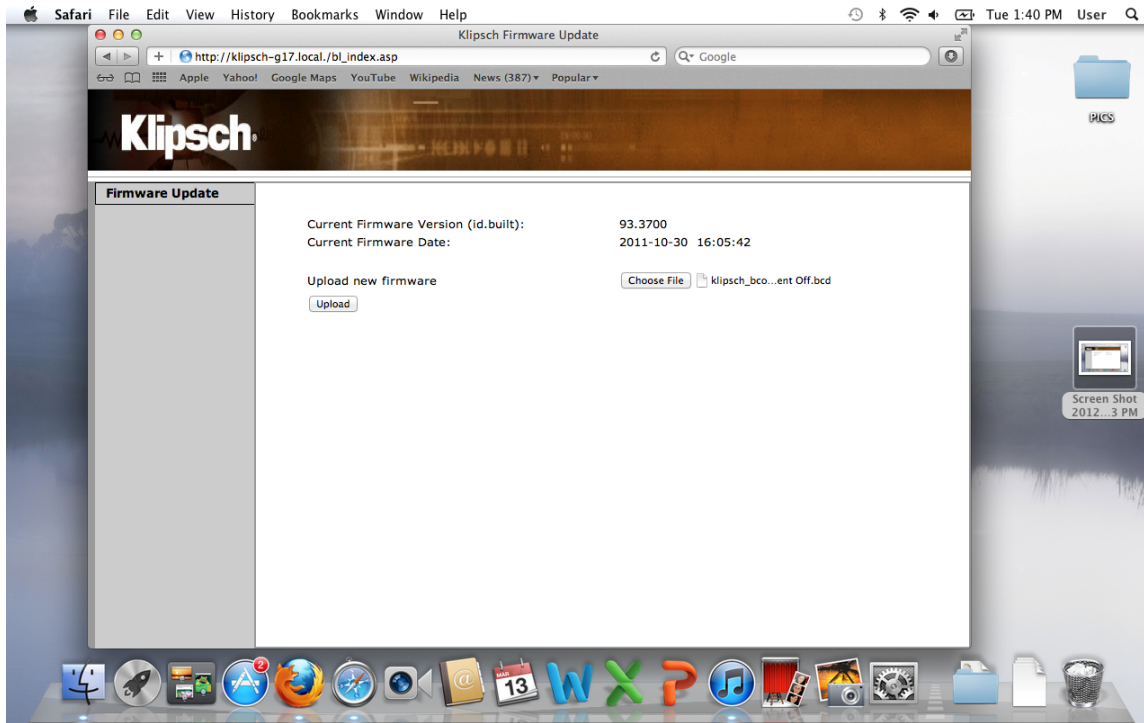 Safari File Edit View History Bookmarks Window Help Tue 1:40 PM User
Klipsch Firmware Update
http://klipsch-g17.local./bl_index.asp Google
Apple Yahoo! Google Maps YouTube Wikipedia News (387) Popular
Klipsch
Firmware Update
Current Firmware Version (id.built): 93.3700
Current Firmware Date: 2011-10-30 16:05:42
Upload new firmware Choose File klipsch_bco...ent Off.bcd
Upload
PICS
Screen Shot
2012...3 PM
2
MAR
13